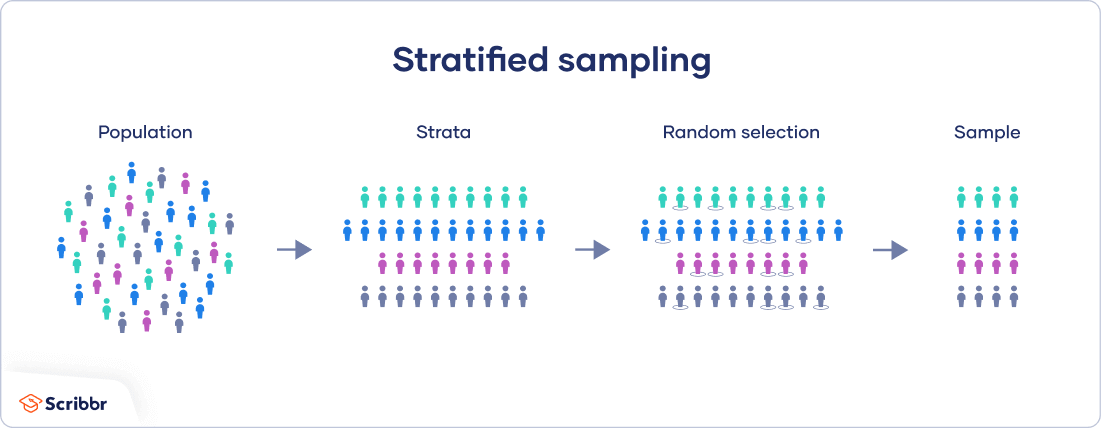 Stratified sampling
Population
Strata
Random selection
Sample
Scribbr